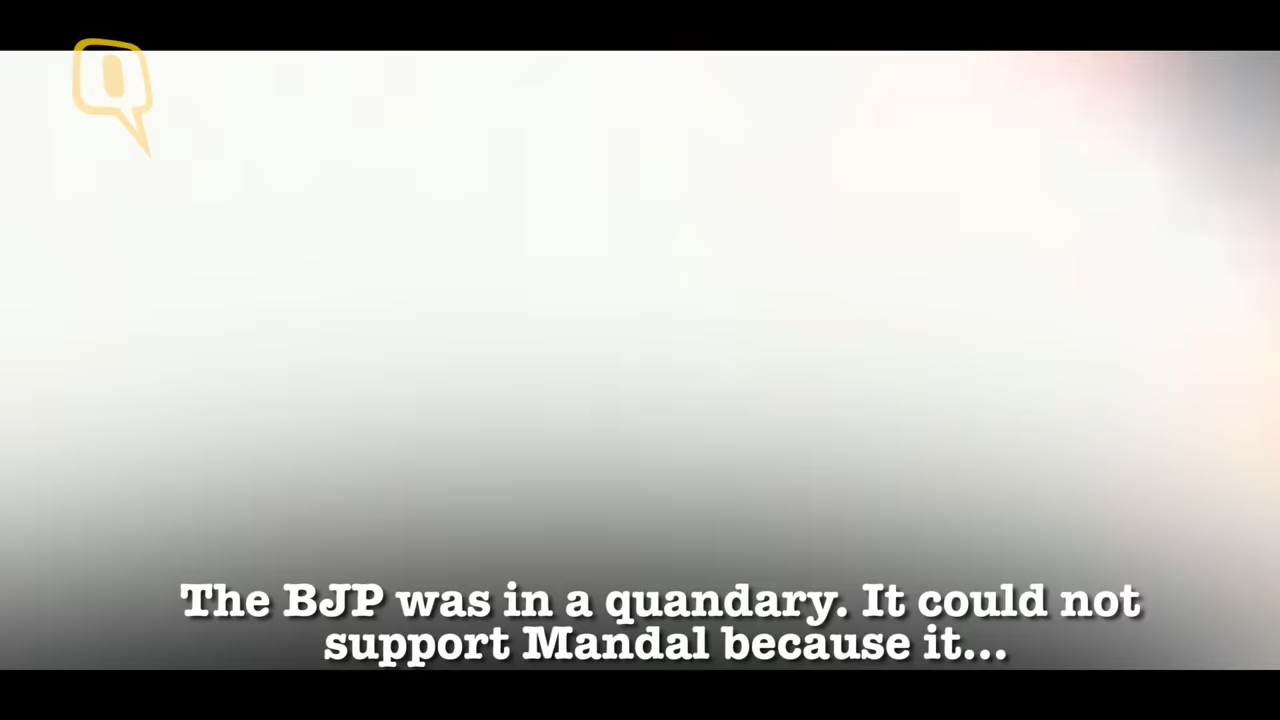 The BJP was in a quandary. It could not
support Mandal because it...